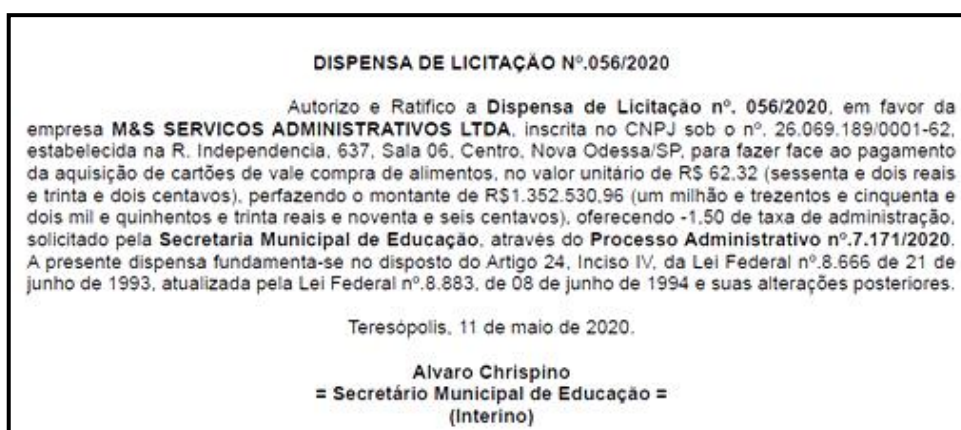 DISPENSA DE LICITAÇÃO Nº.056/2020
Autorizo e Ratifico a Dispensa de Licitação nº. 056/2020, em favor da
empresa M&S SERVICOS ADMINISTRATIVOS LTDA, inscrita no CNPJ sob o nº. 26.069.189/0001-62,
estabelecida na R. Independencia, 637, Sala 06, Centro, Nova Odessa/SP, para fazer face ao pagamento
da aquisição de cartões de vale compra de alimentos, no valor unitário de R$ 62,32 (sessenta e dois reais
e trinta e dois centavos), perfazendo o montante de R$1.352.530,96 (um milhão e trezentos e cinquenta e
dois mil e quinhentos e trinta reais e noventa e seis centavos), oferecendo -1,50 de taxa de administração,
solicitado pela Secretaria Municipal de Educação, através do Processo Administrativo nº.7.171/2020.
A presente dispensa fundamenta-se no disposto do Artigo 24, Inciso IV, da Lei Federal nº.8.666 de 21 de
junho de 1993, atualizada pela Lei Federal nº.8.883, de 08 de junho de 1994 e suas alterações posteriores.
Teresópolis, 11 de maio de 2020.
Alvaro Chrispino
= Secretário Municipal de Educação =
(Interino)